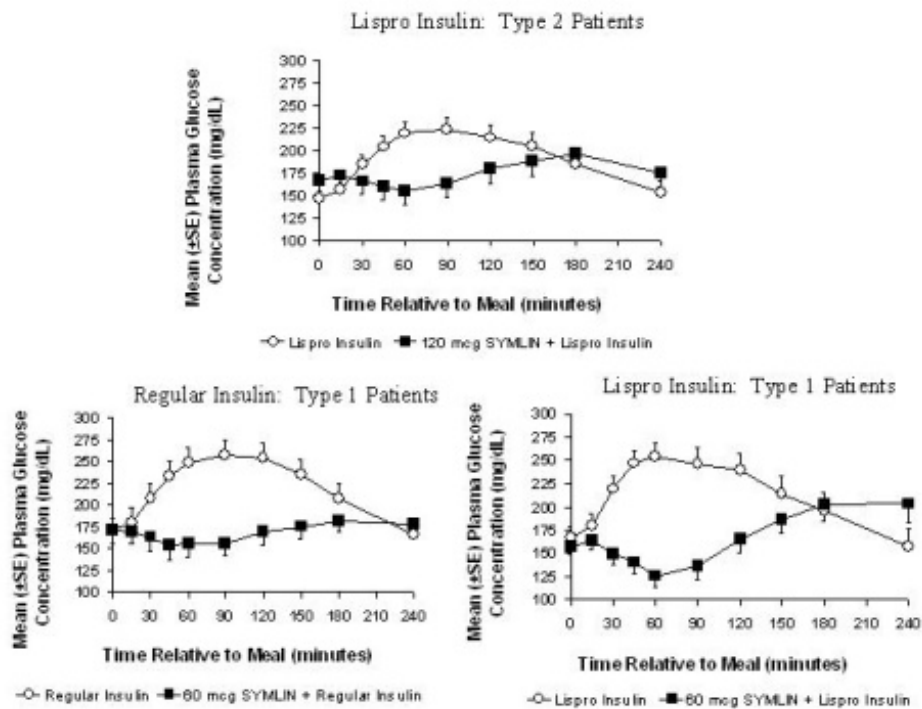 Lispro Insulin: Type 2 Patients
Mean (±SE) Plasma Glucose
Concentration (mg/dL)
300
275
250
225
200
175
150
125
100
0 30 60 90 120 150 180 210 240
Time Relative to Meal (minutes)
Lispro Insulin 120 mcg SYMLIN + Lispro Insulin
Regular Insulin: Type 1 Patients
Mean (±SE) Plasma Glucose
Concentration (mg/dL)
300
275
250
225
200
175
150
125
100
0 30 60 90 120 150 180 210 240
Time Relative to Meal (minutes)
Regular Insulin 60 mcg SYMLIN + Regular Insulin
Lispro Insulin: Type 1 Patients
Mean (±SE) Plasma Glucose
Concentration (mg/dL)
300
275
250
225
200
175
150
125
100
0 30 60 90 120 150 180 210 240
Time Relative to Meal (minutes)
Lispro Insulin 60 mcg SYMLIN + Lispro Insulin